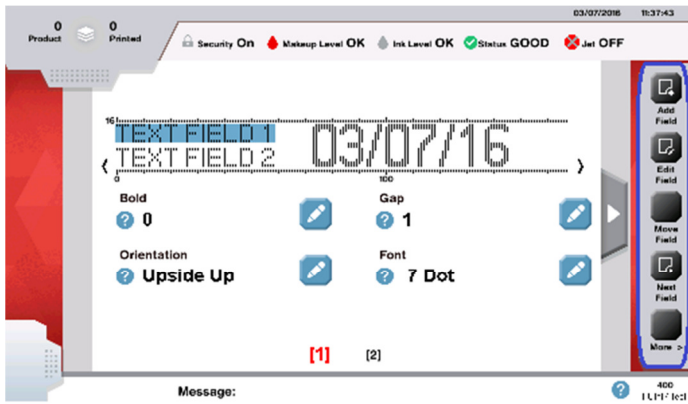 03/07/2016 11:37:43
0 Product
0 Printed
Security On
Makeup Level OK
Ink Level OK
Status GOOD
Jet OFF
16
TEXT FIELD 1
TEXT FIELD 2
03/07/16
0
100
Bold
0
Gap
1
Orientation
Upside Up
Font
7 Dot
[1] [2]
Add Field
Edit Field
Move Field
Next Field
More >
Message:
400